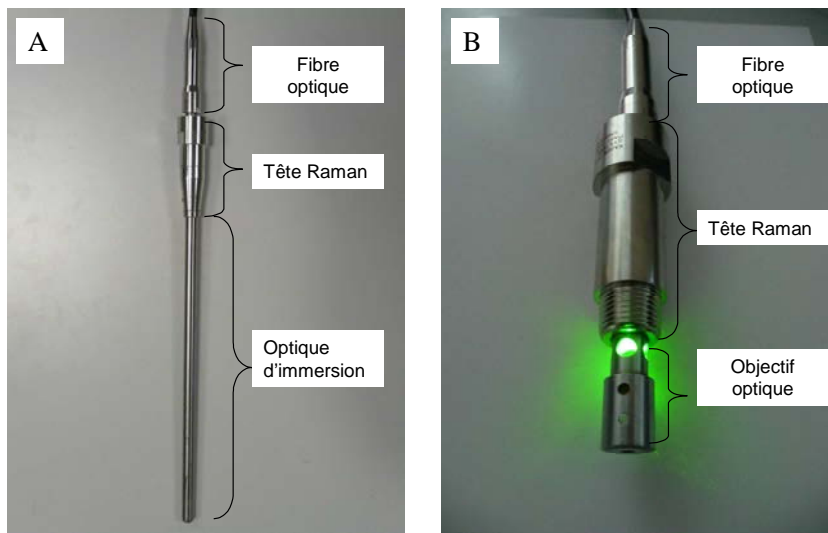 A
Fibre
optique
Tête Raman
Optique
d'immersion
B
Fibre
optique
Tête Raman
Objectif
optique